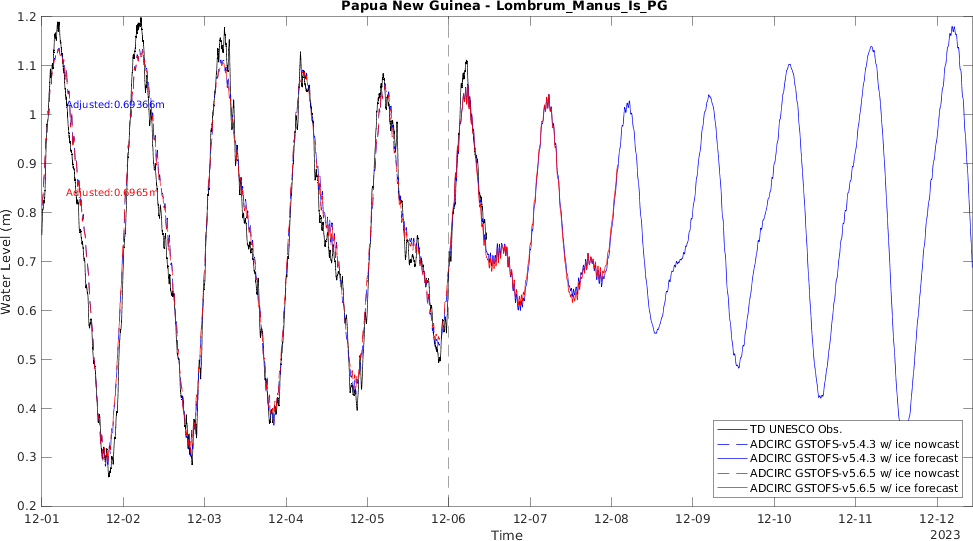 Papua New Guinea - Lombrum_Manus_Is_PG
1.2
1.1
1
0.9
0.8
0.7
0.6
0.5
0.4
0.3
0.2
Water Level (m)
Adjusted:0.69366m
Adjusted:0.6965m
TD UNESCO Obs.
ADCIRC GSTOFS-v5.4.3 w/ ice nowcast
ADCIRC GSTOFS-v5.4.3 w/ ice forecast
ADCIRC GSTOFS-v5.6.5 w/ ice nowcast
ADCIRC GSTOFS-v5.6.5 w/ ice forecast
12-01 12-02 12-03 12-04 12-05 12-06 12-07 12-08 12-09 12-10 12-11 12-12
2023
Time